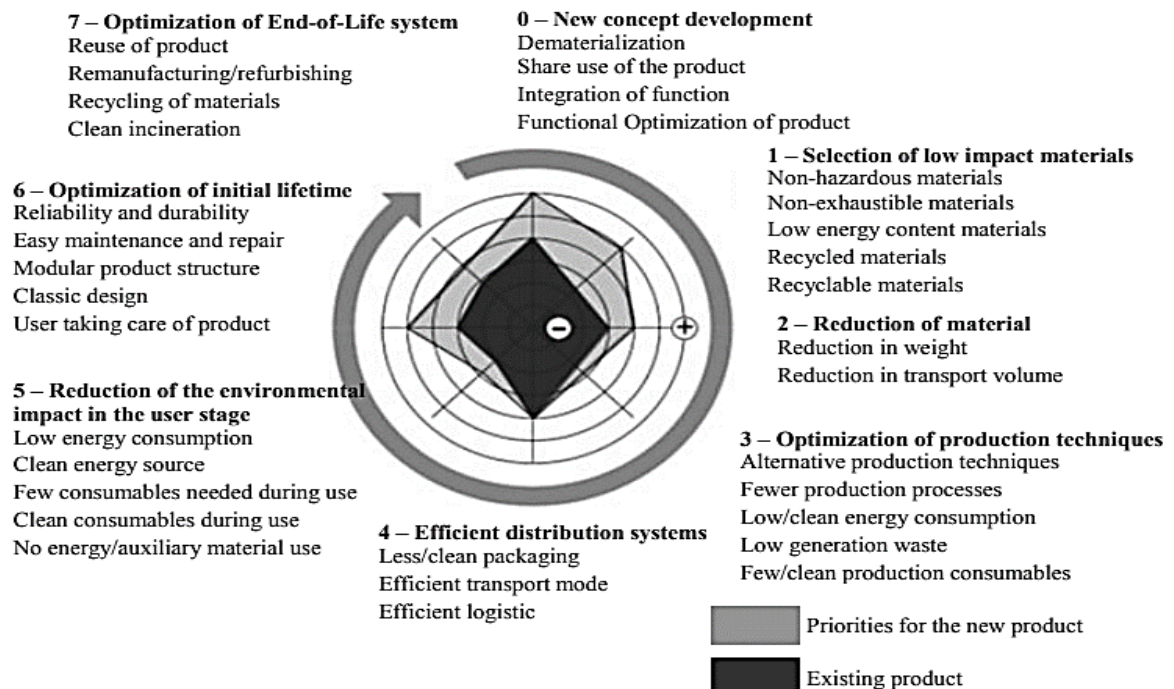 7 – Optimization of End-of-Life system
Reuse of product
Remanufacturing/refurbishing
Recycling of materials
Clean incineration
0 – New concept development
Dematerialization
Share use of the product
Integration of function
Functional Optimization of product
1 – Selection of low impact materials
Non-hazardous materials
Non-exhaustible materials
Low energy content materials
Recycled materials
Recyclable materials
6 – Optimization of initial lifetime
Reliability and durability
Easy maintenance and repair
Modular product structure
Classic design
User taking care of product
–
+
2 – Reduction of material
Reduction in weight
Reduction in transport volume
5 – Reduction of the environmental
impact in the user stage
Low energy consumption
Clean energy source
Few consumables needed during use
Clean consumables during use
No energy/auxiliary material use
3 – Optimization of production techniques
Alternative production techniques
Fewer production processes
Low/clean energy consumption
Low generation waste
Few/clean production consumables
4 – Efficient distribution systems
Less/clean packaging
Efficient transport mode
Efficient logistic
Priorities for the new product
Existing product